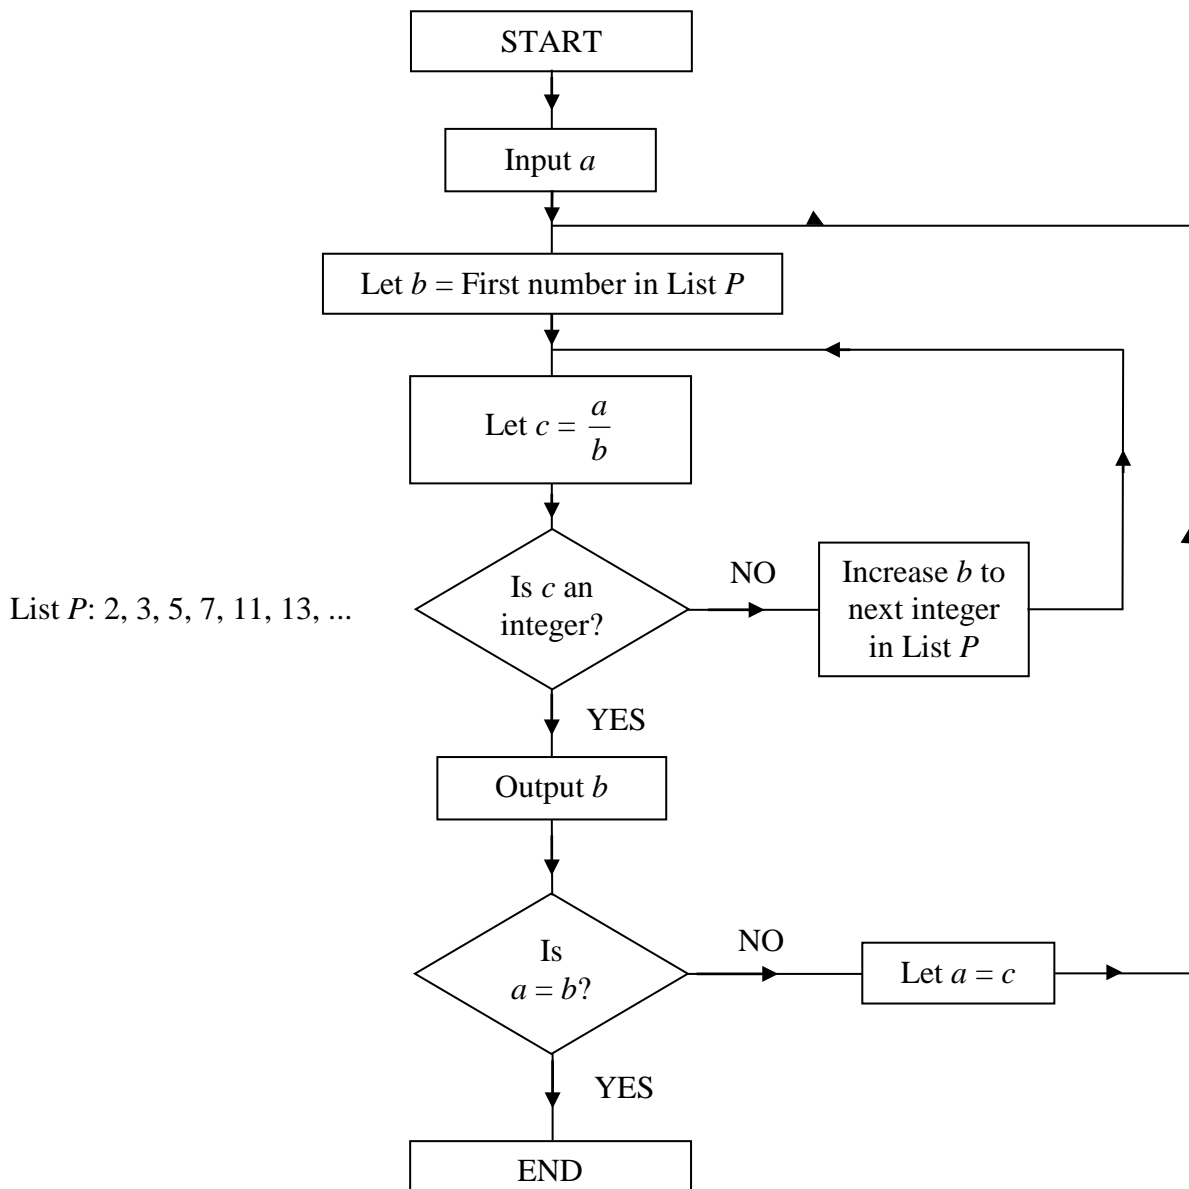 START
Input a
Let b = First number in List P
Let c = a/b
Is c an
integer?
NO
Increase b to
next integer
in List P
List P: 2, 3, 5, 7, 11, 13, ...
YES
Output b
Is
a = b?
NO
Let a = c
YES
END